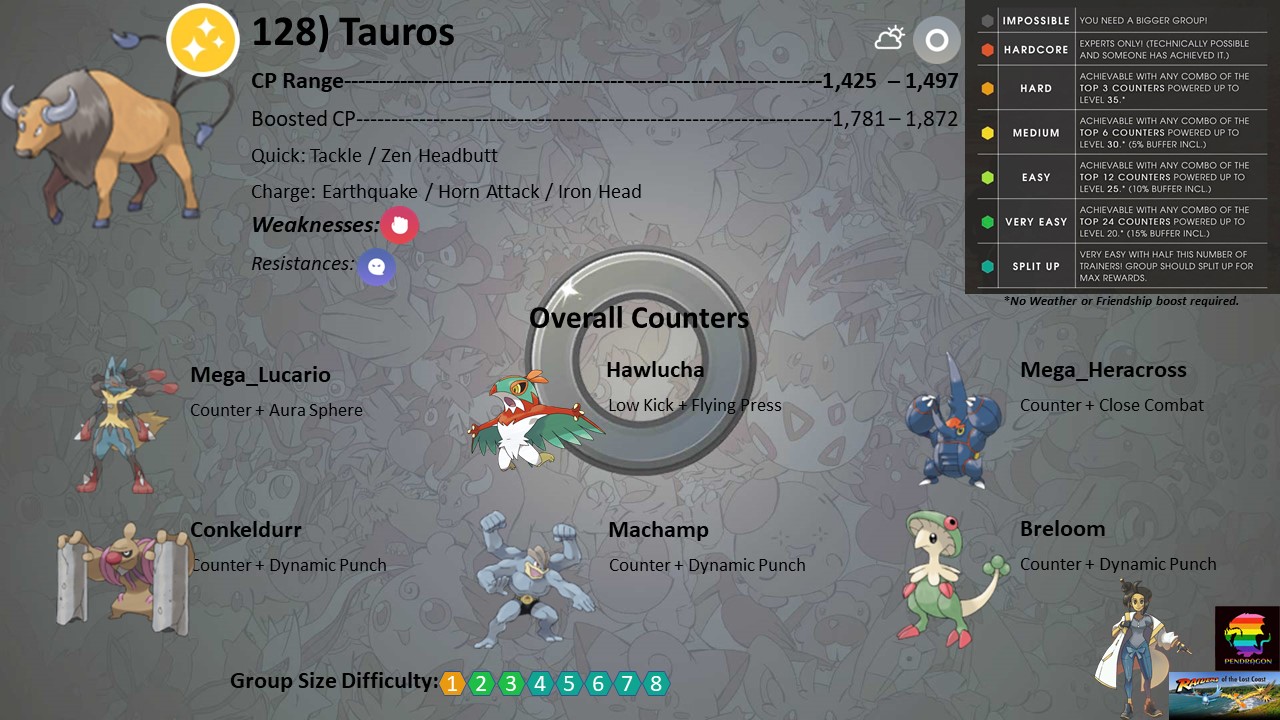 128) Tauros
CP Range--------------------------------------------------------------------------------1,425 – 1,497
Boosted CP--------------------------------------------------------------------------------1,781 – 1,872
Quick: Tackle / Zen Headbutt
Charge: Earthquake / Horn Attack / Iron Head
Weaknesses:
Resistances:
IMPOSSIBLE YOU NEED A BIGGER GROUP!
HARDCORE EXPERTS ONLY! (TECHNICALLY POSSIBLE
AND SOMEONE HAS ACHIEVED IT.)
HARD ACHIEVABLE WITH ANY COMBO OF THE
TOP 3 COUNTERS POWERED UP TO
LEVEL 35.*
MEDIUM ACHIEVABLE WITH ANY COMBO OF THE
TOP 6 COUNTERS POWERED UP TO
LEVEL 30.* (5% BUFFER INCL.)
EASY ACHIEVABLE WITH ANY COMBO OF THE
TOP 12 COUNTERS POWERED UP TO
LEVEL 25.* (10% BUFFER INCL.)
VERY EASY ACHIEVABLE WITH ANY COMBO OF THE
TOP 24 COUNTERS POWERED UP TO
LEVEL 20.* (15% BUFFER INCL.)
SPLIT UP VERY EASY WITH HALF THIS NUMBER OF
TRAINERS! GROUP SHOULD SPLIT UP FOR
MAX REWARDS.
*No Weather or Friendship boost required.
Overall Counters
Mega_Lucario
Counter + Aura Sphere
Hawlucha
Low Kick + Flying Press
Mega_Heracross
Counter + Close Combat
Conkeldurr
Counter + Dynamic Punch
Machamp
Counter + Dynamic Punch
Breloom
Counter + Dynamic Punch
Group Size Difficulty: 1 2 3 4 5 6 7 8
PENDROGON
RAIDERS of the Lost Coast